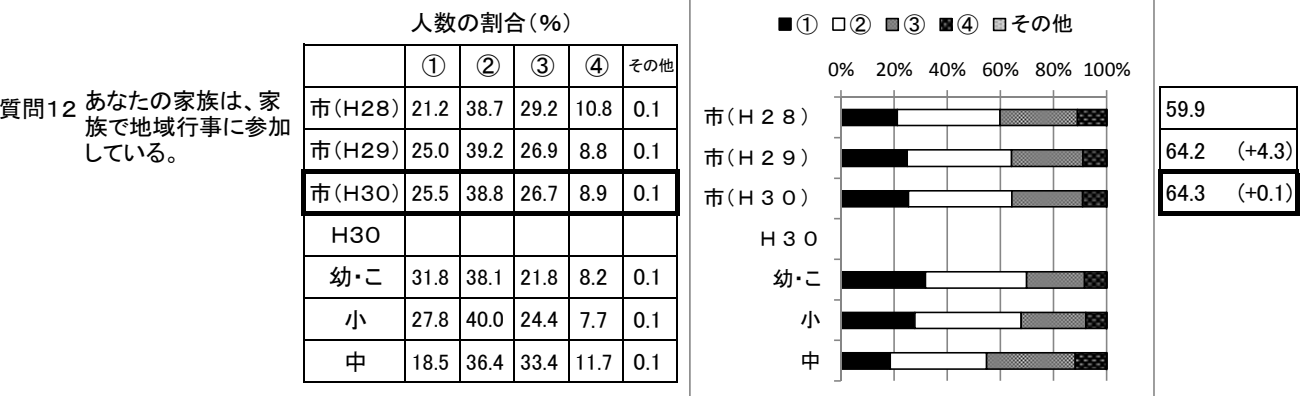 人数の割合(%)
① ② ③ ④ その他
質問12 あなたの家族は、家
族で地域行事に参加
している。
市(H28) 21.2 38.7 29.2 10.8 0.1
市(H29) 25.0 39.2 26.9 8.8 0.1
市(H30) 25.5 38.8 26.7 8.9 0.1
H30
幼・こ 31.8 38.1 21.8 8.2 0.1
小 27.8 40.0 24.4 7.7 0.1
中 18.5 36.4 33.4 11.7 0.1
■① □② ■③ ■④ □その他
0% 20% 40% 60% 80% 100%
市(H28)
市(H29)
市(H30)
H30
幼・こ
小
中
59.9
64.2 (+4.3)
64.3 (+0.1)